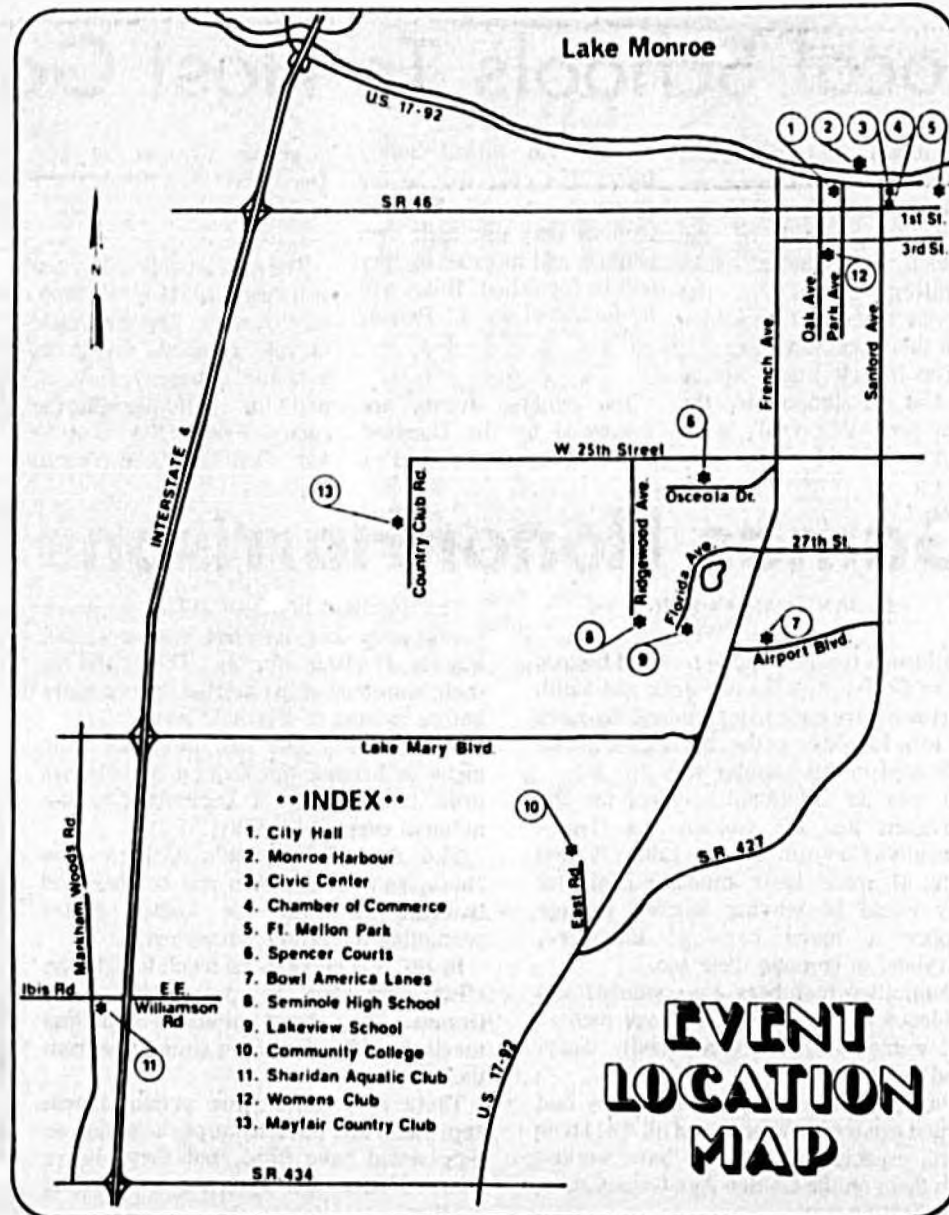 Lake Monroe
U.S. 17-92
1 2 3 4 5
SR 46
1st St.
3rd St.
12
N
Oak Ave
Park Ave
French Ave
Sanford Ave
6
W 25th Street
Osceola Dr.
13
Country Club Rd.
Ridgewood Ave.
Florida Ave.
27th St.
INTERSTATE 4
8
9
7
Airport Blvd.
Lake Mary Blvd.
10
East Rd
S.R. 427
Markham Woods Rd
Ibis Rd
E E.
Williamson
Rd
11
U.S. 17-92
SR 434
••INDEX••
1. City Hall
2. Monroe Harbour
3. Civic Center
4. Chamber of Commerce
5. Ft. Mellon Park
6. Spencer Courts
7. Bowl America Lanes
8. Seminole High School
9. Lakeview School
10. Community College
11. Sharidan Aquatic Club
12. Womens Club
13. Mayfair Country Club
EVENT
LOCATION
MAP